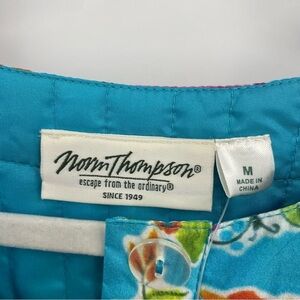 Norm Thompson®
escape from the ordinary®
SINCE 1949
M
MADE IN
CHINA